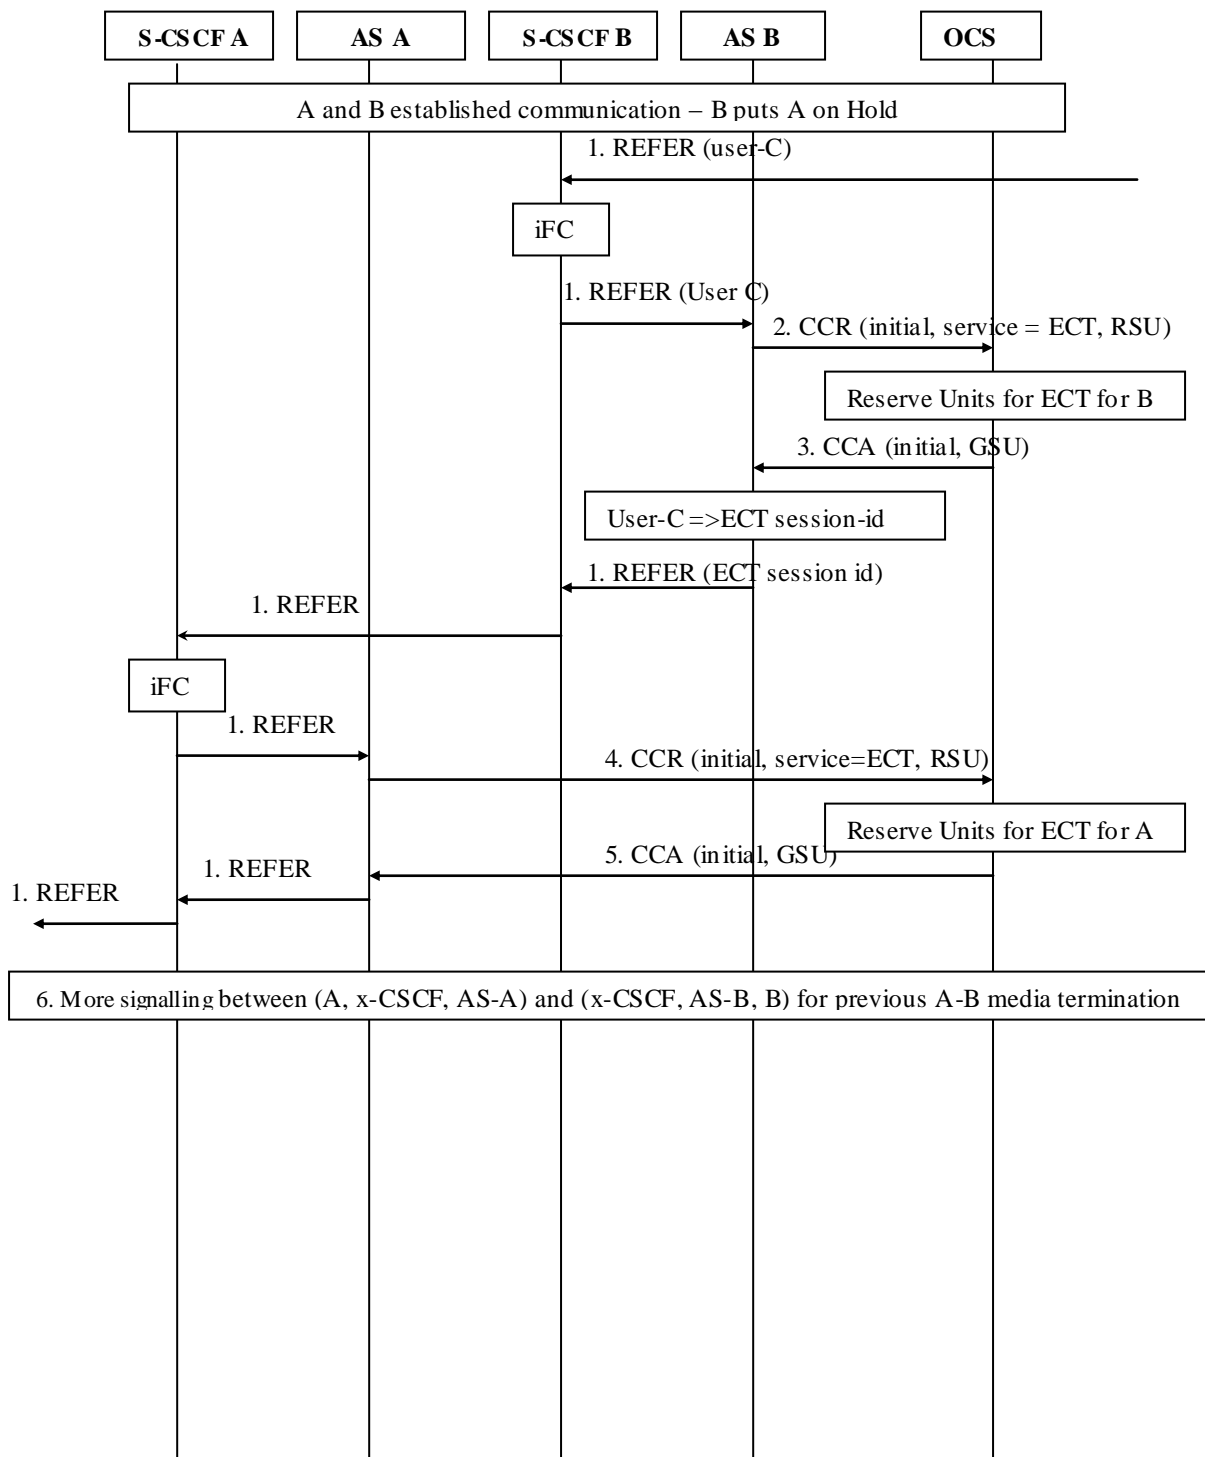 S-CSCF A
AS A
S-CSCF B
AS B
OCS
A and B established communication – B puts A on Hold
1. REFER (user-C)
iFC
1. REFER (User C)
2. CCR (initial, service = ECT, RSU)
Reserve Units for ECT for B
3. CCA (initial, GSU)
User-C =>ECT session-id
1. REFER (ECT session id)
1. REFER
iFC
1. REFER
4. CCR (initial, service=ECT, RSU)
Reserve Units for ECT for A
5. CCA (initial, GSU)
1. REFER
1. REFER
6. More signalling between (A, x-CSCF, AS-A) and (x-CSCF, AS-B, B) for previous A-B media termination